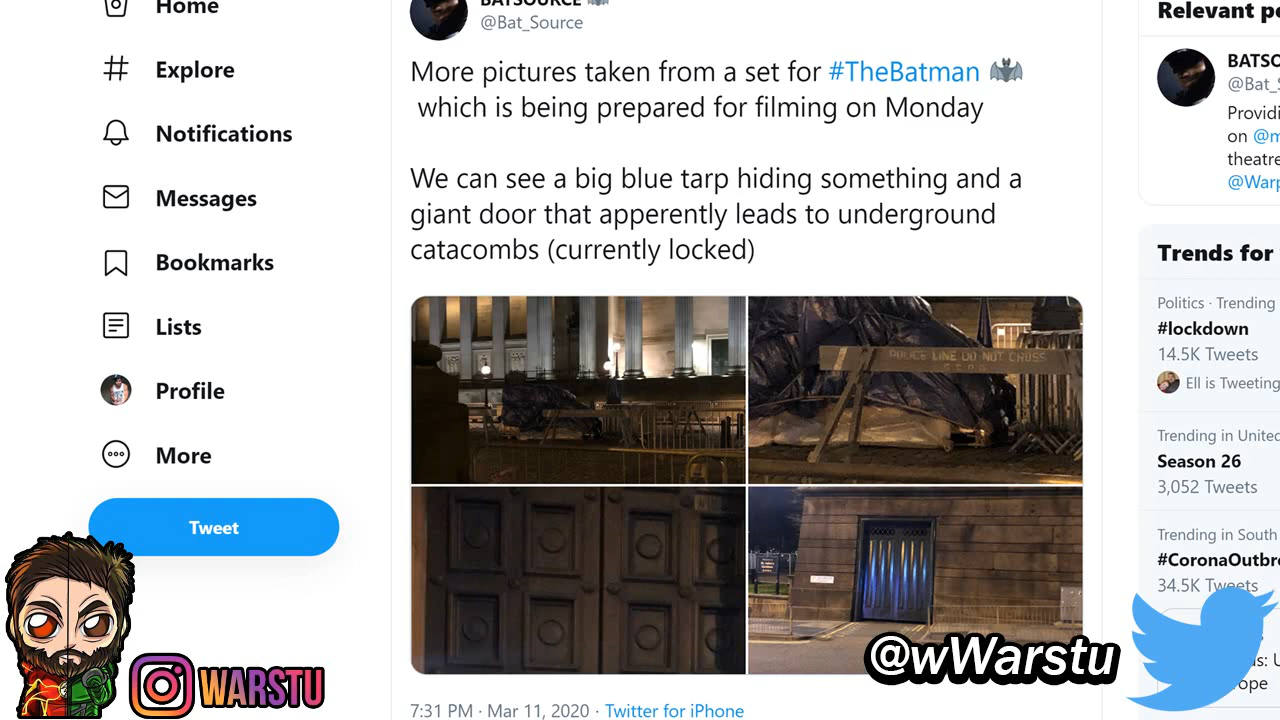 Home
Explore
Notifications
Messages
Bookmarks
Lists
Profile
More
Tweet
BATSOURCE
@Bat_Source
More pictures taken from a set for #TheBatman
which is being prepared for filming on Monday
We can see a big blue tarp hiding something and a
giant door that apperently leads to underground
catacombs (currently locked)
POLICE LINE DO NOT CROSS
7:31 PM · Mar 11, 2020 · Twitter for iPhone
Relevant
BATSO
@Bat_
Providi
on @m
theatre
@Warp
Trends for
Politics · Trending
#lockdown
14.5K Tweets
Ell is Tweeting
Trending in United
Season 26
3,052 Tweets
Trending in South
#CoronaOutbre
34.5K Tweets
WARSTU
@wWarstu